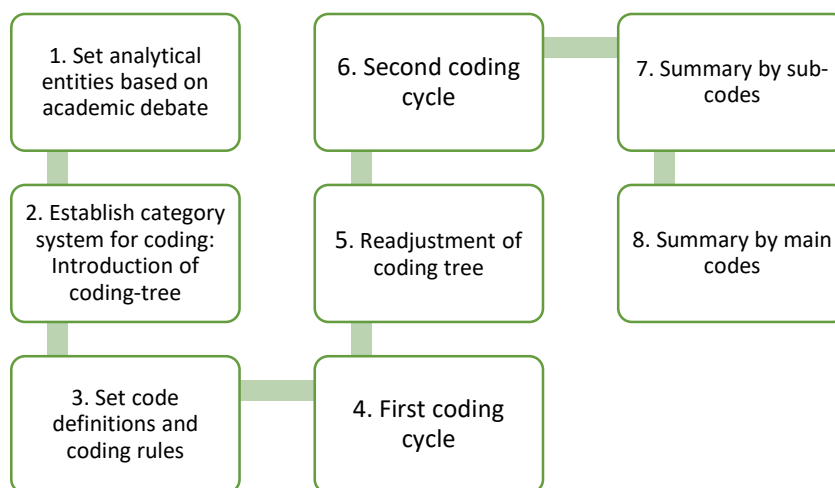 1. Set analytical
entities based on
academic debate
2. Establish category
system for coding:
Introduction of
coding-tree
3. Set code
definitions and
coding rules
4. First coding
cycle
5. Readjustment of
coding tree
6. Second coding
cycle
7. Summary by sub-
codes
8. Summary by main
codes